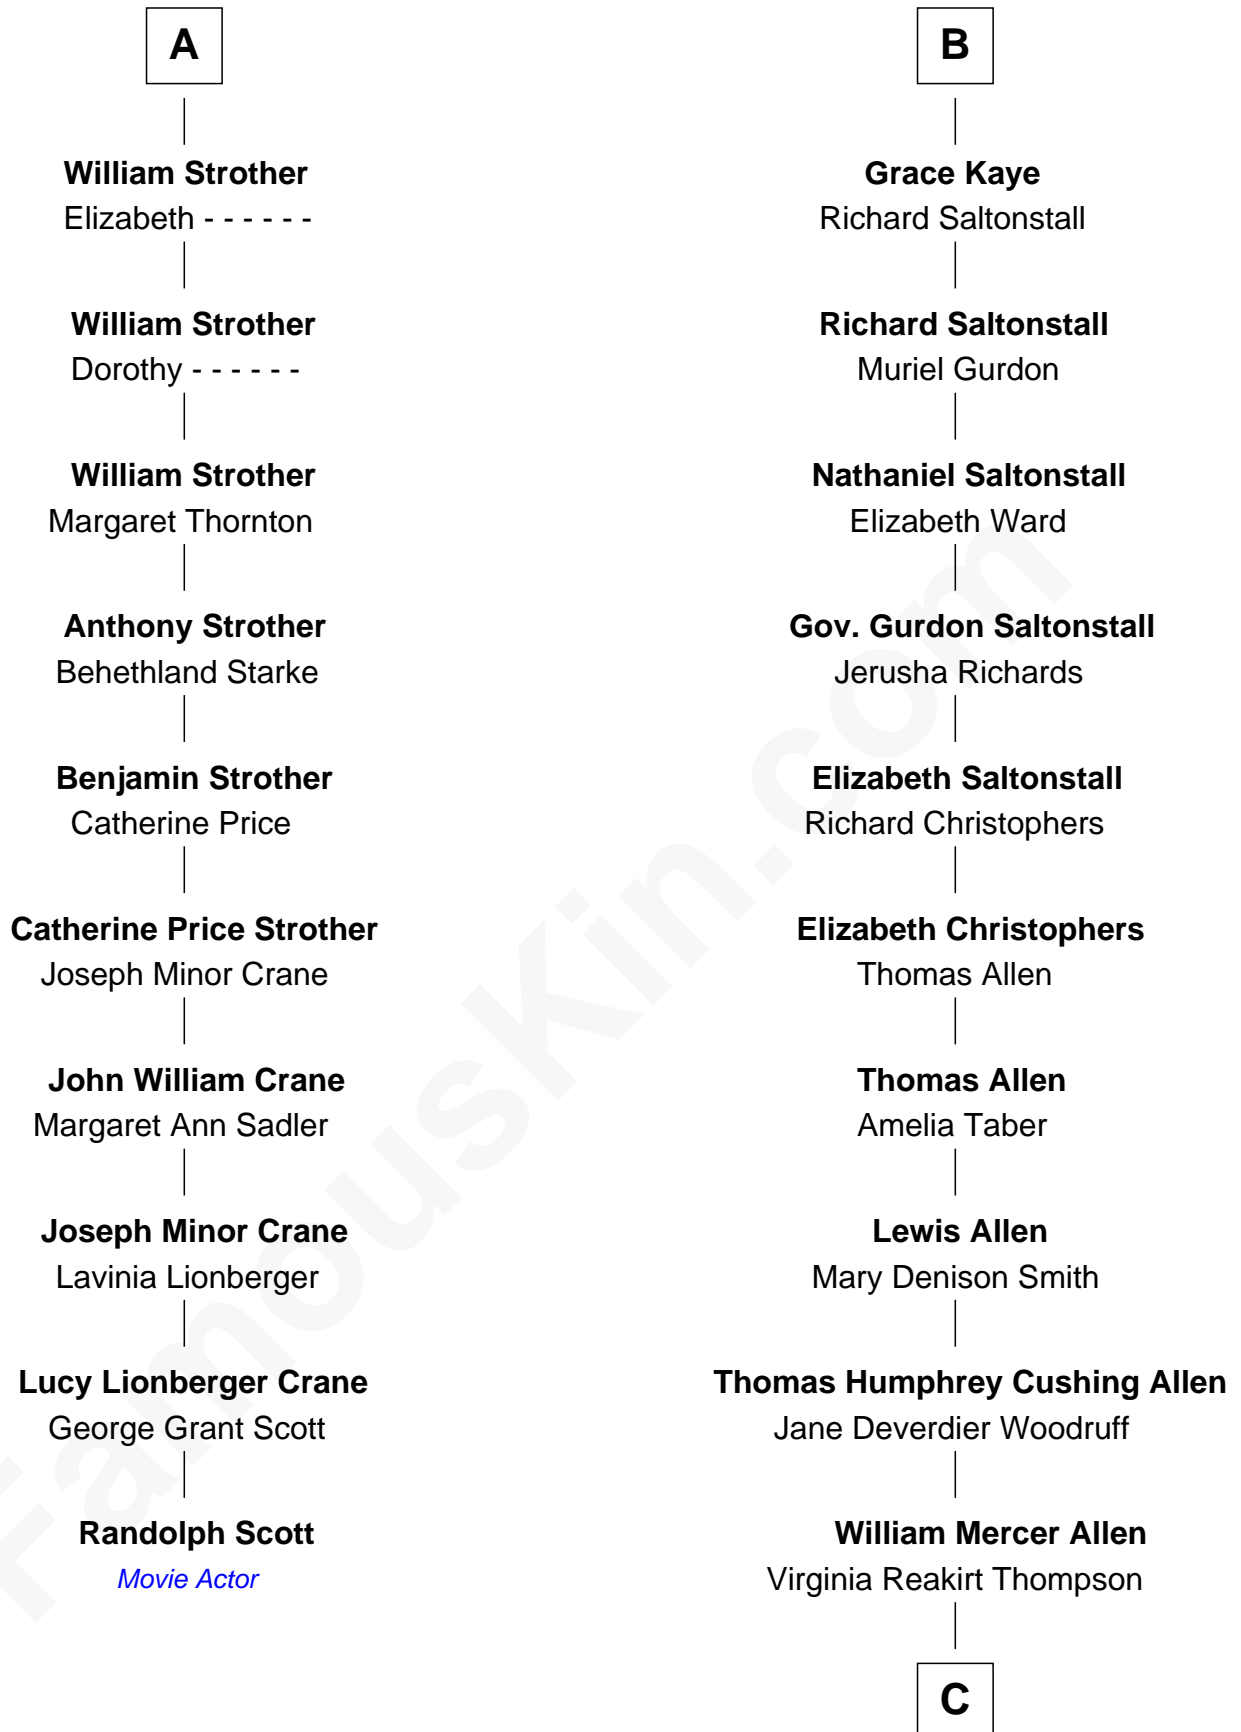 A
William Strother
Elizabeth - - - - - -
William Strother
Dorothy - - - - - -
William Strother
Margaret Thornton
Anthony Strother
Behethland Starke
Benjamin Strother
Catherine Price
Catherine Price Strother
Joseph Minor Crane
John William Crane
Margaret Ann Sadler
Joseph Minor Crane
Lavinia Lionberger
Lucy Lionberger Crane
George Grant Scott
Randolph Scott
Movie Actor
B
Grace Kaye
Richard Saltonstall
Richard Saltonstall
Muriel Gurdon
Nathaniel Saltonstall
Elizabeth Ward
Gov. Gurdon Saltonstall
Jerusha Richards
Elizabeth Saltonstall
Richard Christophers
Elizabeth Christophers
Thomas Allen
Thomas Allen
Amelia Taber
Lewis Allen
Mary Denison Smith
Thomas Humphrey Cushing Allen
Jane Deverdier Woodruff
William Mercer Allen
Virginia Reakirt Thompson
C
FamousKin.com